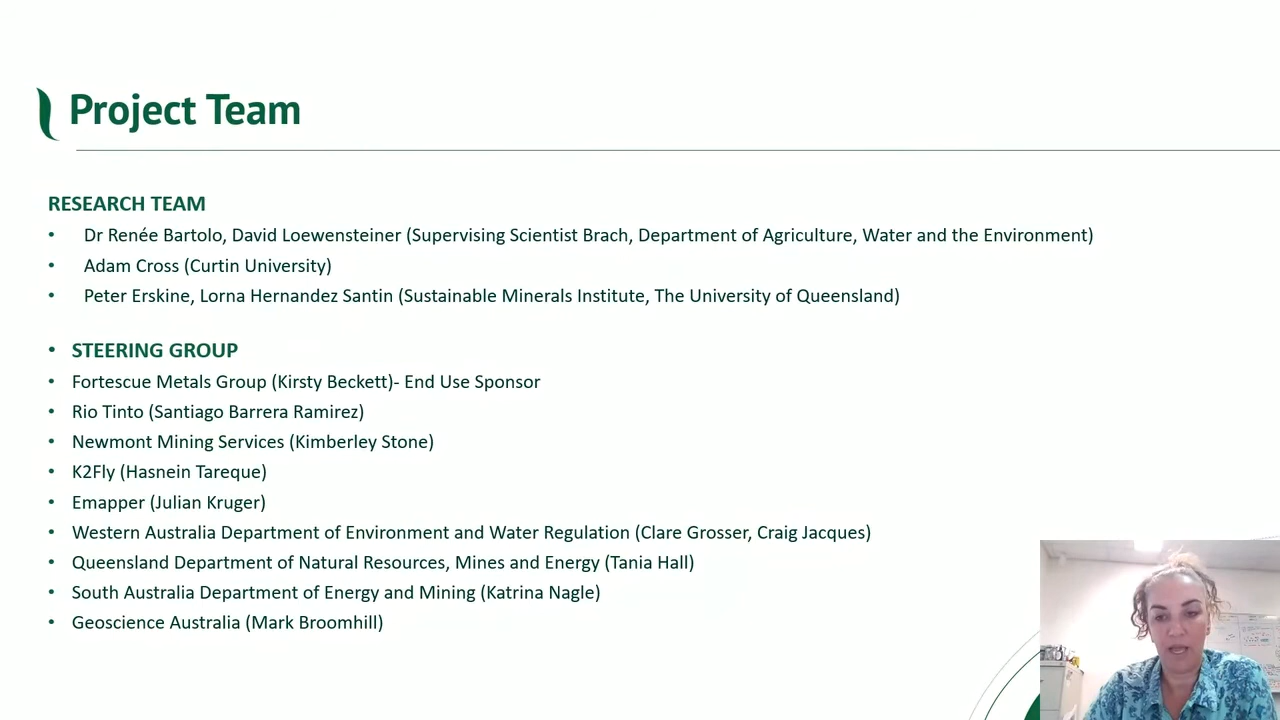 Project Team
RESEARCH TEAM
• Dr Renée Bartolo, David Loewensteiner (Supervising Scientist Brach, Department of Agriculture, Water and the Environment)
• Adam Cross (Curtin University)
• Peter Erskine, Lorna Hernandez Santin (Sustainable Minerals Institute, The University of Queensland)
• STEERING GROUP
• Fortescue Metals Group (Kirsty Beckett)- End Use Sponsor
• Rio Tinto (Santiago Barrera Ramirez)
• Newmont Mining Services (Kimberley Stone)
• K2Fly (Hasnein Tareque)
• Emapper (Julian Kruger)
• Western Australia Department of Environment and Water Regulation (Clare Grosser, Craig Jacques)
• Queensland Department of Natural Resources, Mines and Energy (Tania Hall)
• South Australia Department of Energy and Mining (Katrina Nagle)
• Geoscience Australia (Mark Broomhill)